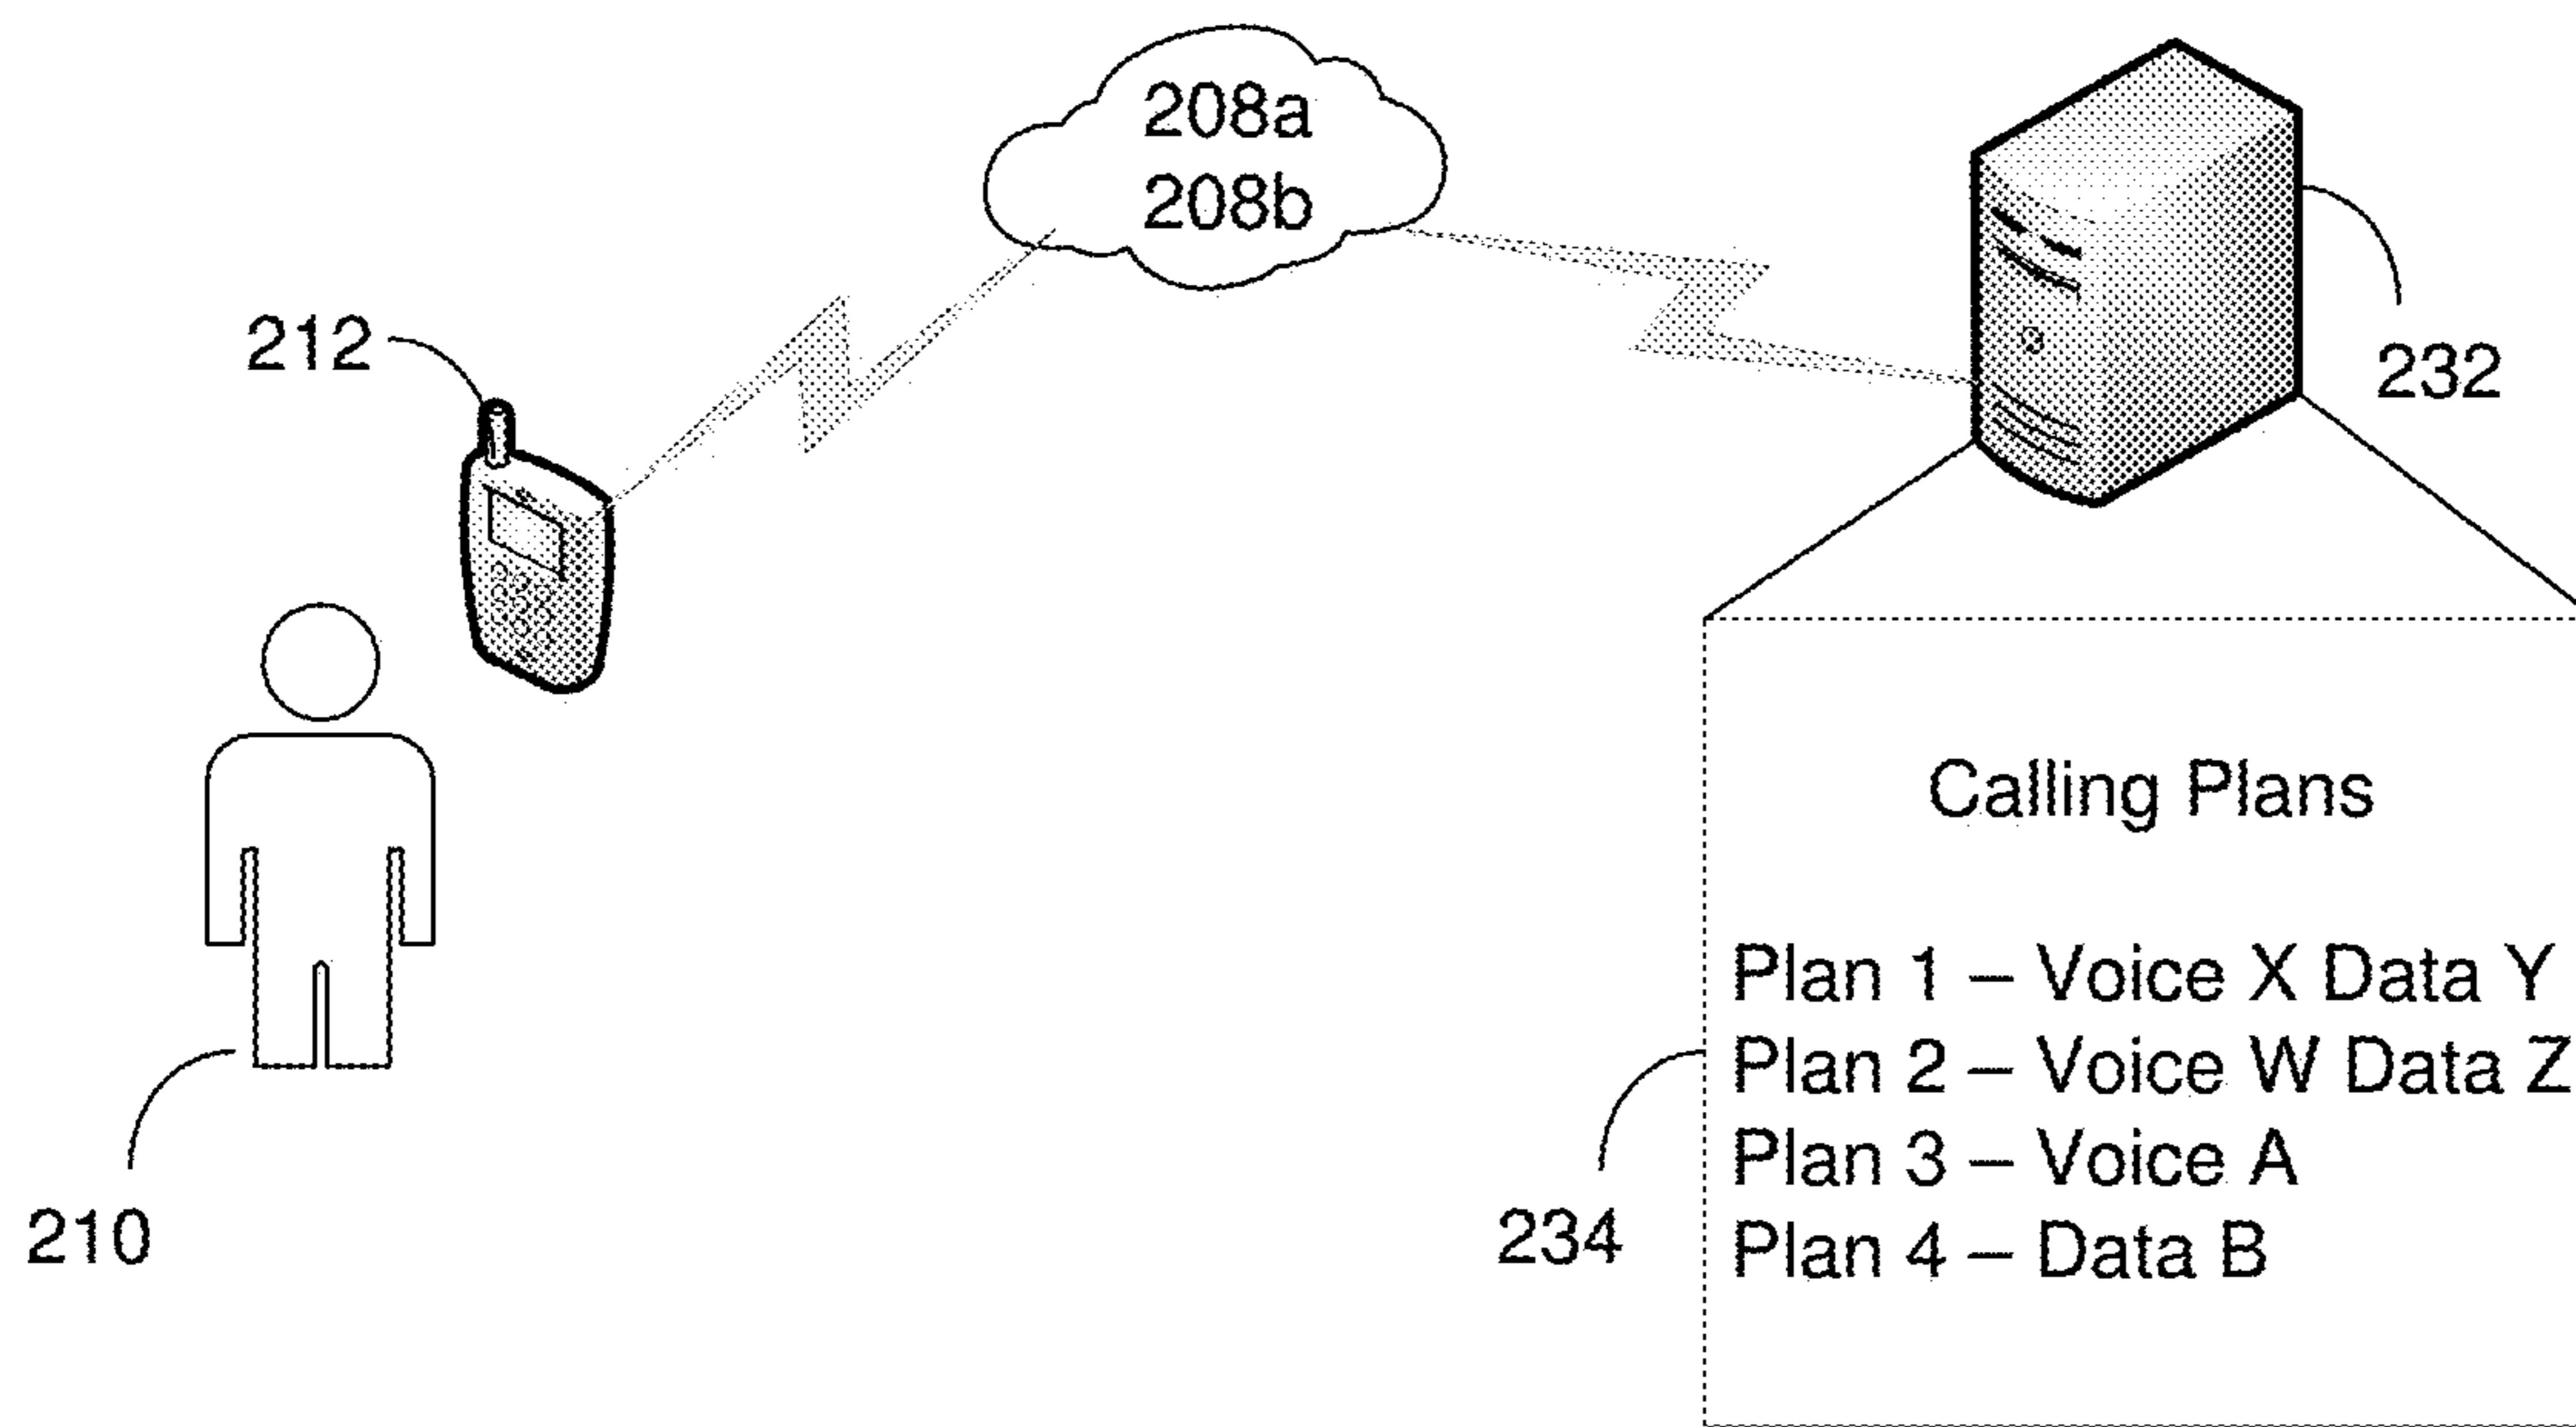 208a
208b
212
232
Calling Plans
Plan 1 – Voice X Data Y
Plan 2 – Voice W Data Z
Plan 3 – Voice A
Plan 4 – Data B
234
210